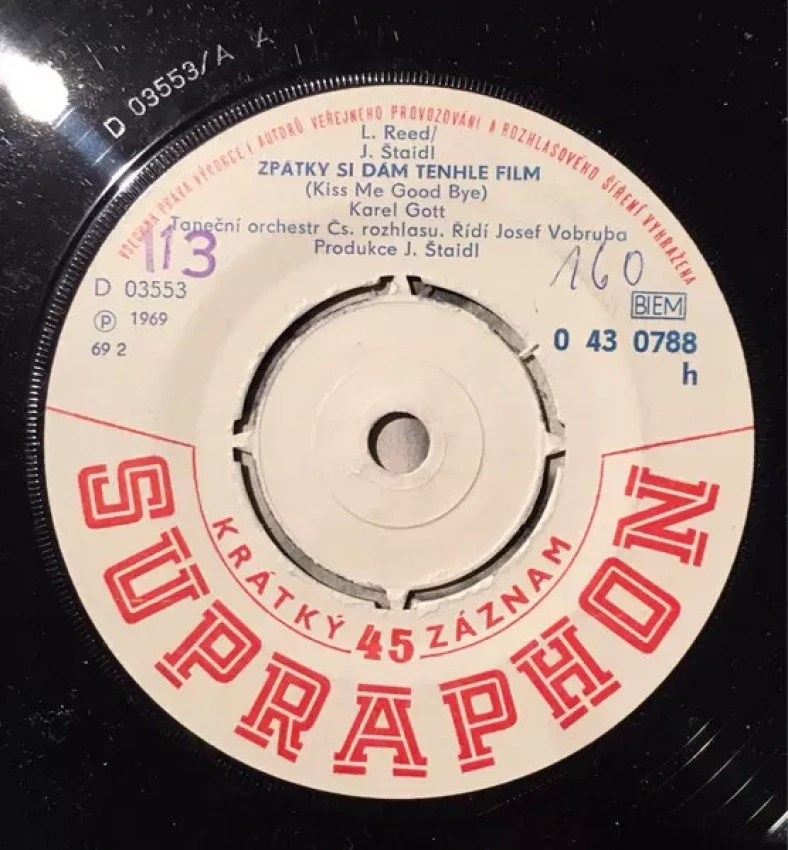 D 03553/A A
VŠECHNA PRÁVA VÝROBCE I AUTORŮ VEŘEJNÉHO PROVOZOVÁNÍ A ROZHLASOVÉHO ŠÍŘENÍ VYHRAŽENA
L. Reed/
J. Štaidl
ZPÁTKY SI DÁM TENHLE FILM
(Kiss Me Good Bye)
Karel Gott
Taneční orchestr Čs. rozhlasu. Řídí Josef Vobruba
Produkce J. Štaidl
113
160
D 03553
BIEM
Ⓟ 1969
0 43 0788
69 2
h
KRÁTKÝ 45 ZÁZNAM
SUPRAPHON